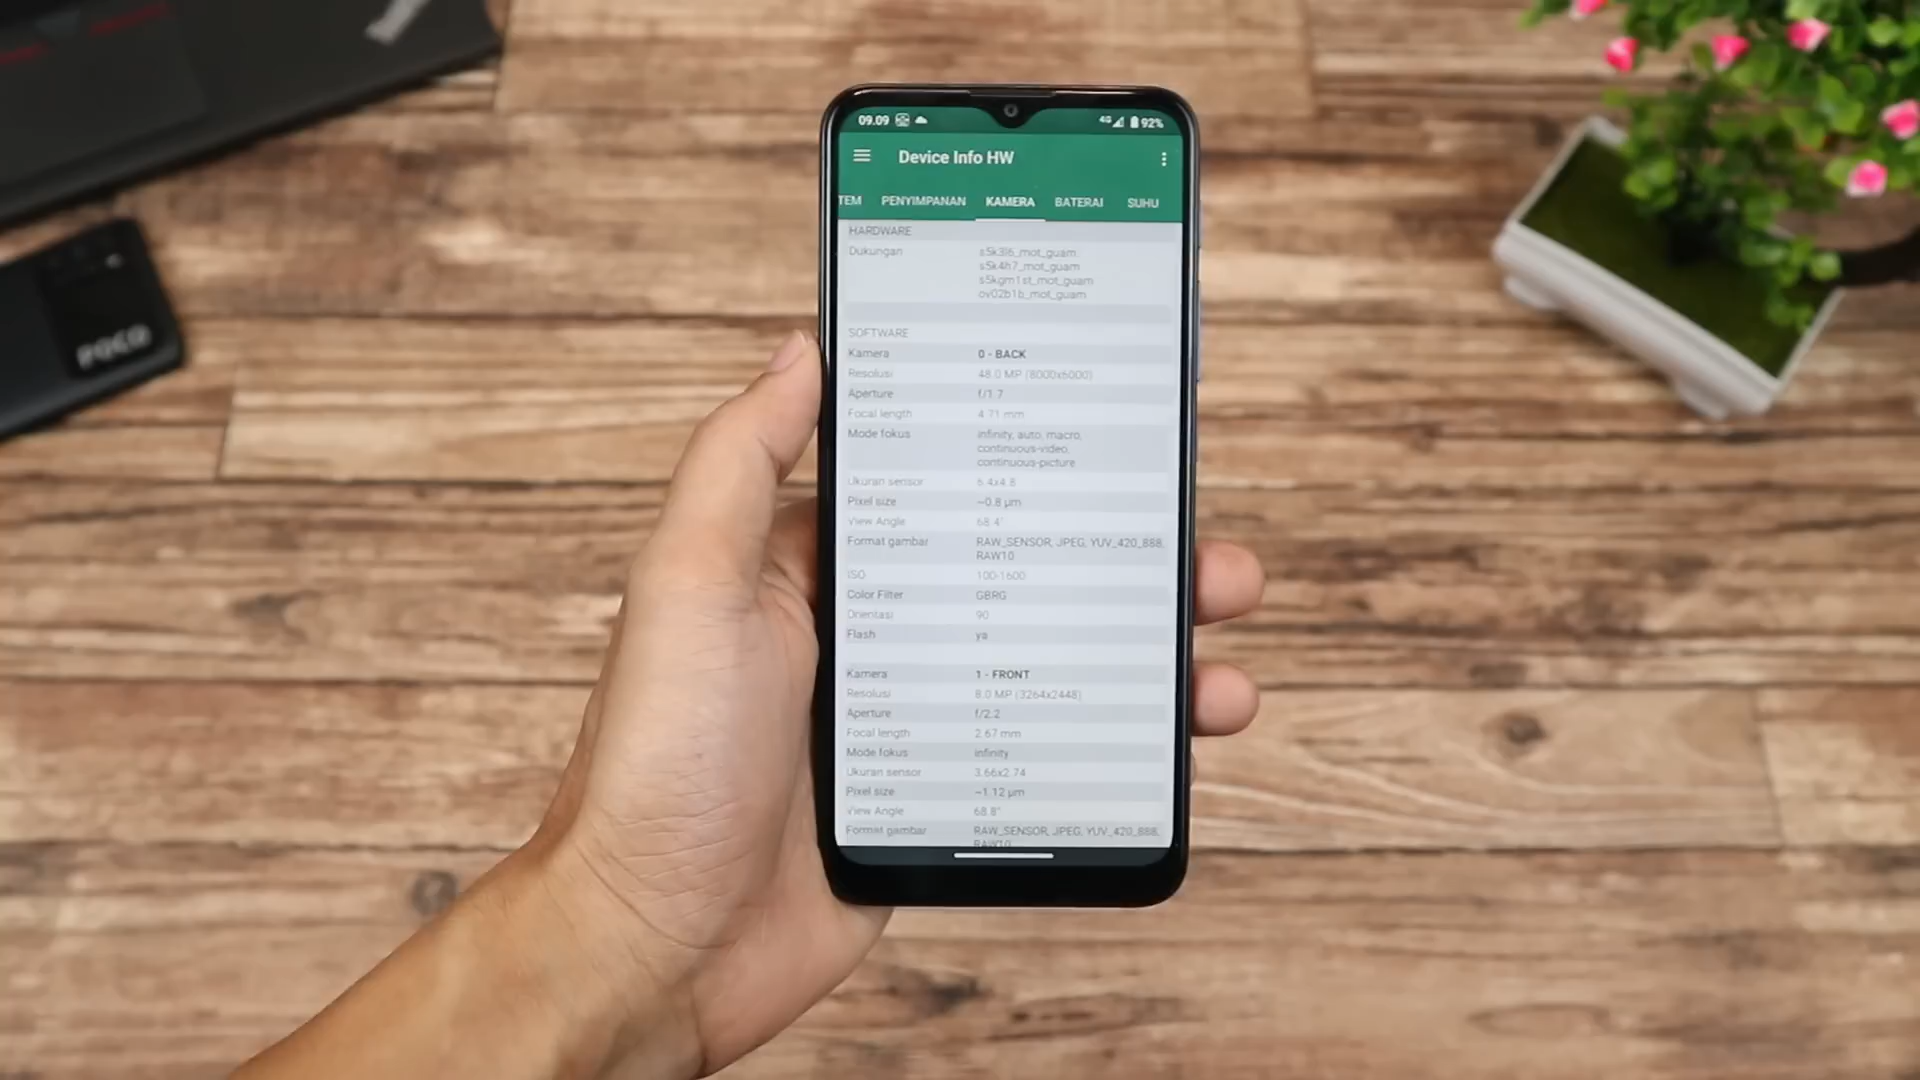 09.09
4G
92%
Device Info HW
TEM PENYIMPANAN KAMERA BATERAI SUHU
HARDWARE
Dukungan s5k3l6_mot_guam
s5k4h7_mot_guam
s5kgm1st_mot_guam
ov02b1b_mot_guam
SOFTWARE
Kamera 0 - BACK
Resolusi 48.0 MP (8000x6000)
Aperture f/1.7
Focal length 4.71 mm
Mode fokus infinity, auto, macro,
continuous-video,
continuous-picture
Ukuran sensor 6.4x4.8
Pixel size ~0.8 µm
View Angle 68.4°
Format gambar RAW_SENSOR, JPEG, YUV_420_888,
RAW10
ISO 100-1600
Color Filter GBRG
Orientasi 90
Flash ya
Kamera 1 - FRONT
Resolusi 8.0 MP (3264x2448)
Aperture f/2.2
Focal length 2.67 mm
Mode fokus infinity
Ukuran sensor 3.66x2.74
Pixel size ~1.12 µm
View Angle 68.8°
Format gambar RAW_SENSOR, JPEG, YUV_420_888,
RAW10
POCO